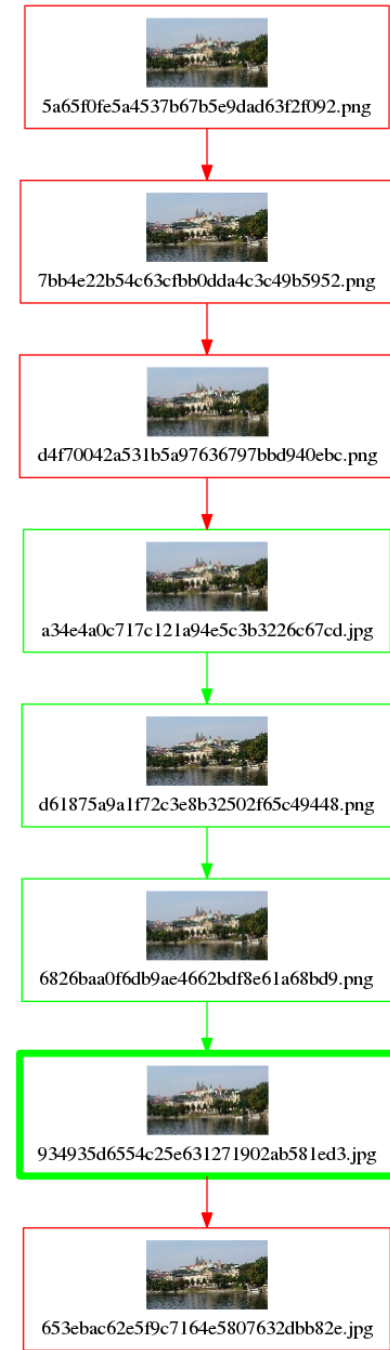 5a65f0fe5a4537b67b5e9dad63f2f092.png
7bb4e22b54c63cfbb0dda4c3c49b5952.png
d4f70042a531b5a97636797bbd940ebc.png
a34e4a0c717c121a94e5c3b3226c67cd.jpg
d61875a9a1f72c3e8b32502f65c49448.png
6826baa0f6db9ae4662bdf8e61a68bd9.png
934935d6554c25e631271902ab581ed3.jpg
653ebac62e5f9c7164e5807632dbb82e.jpg